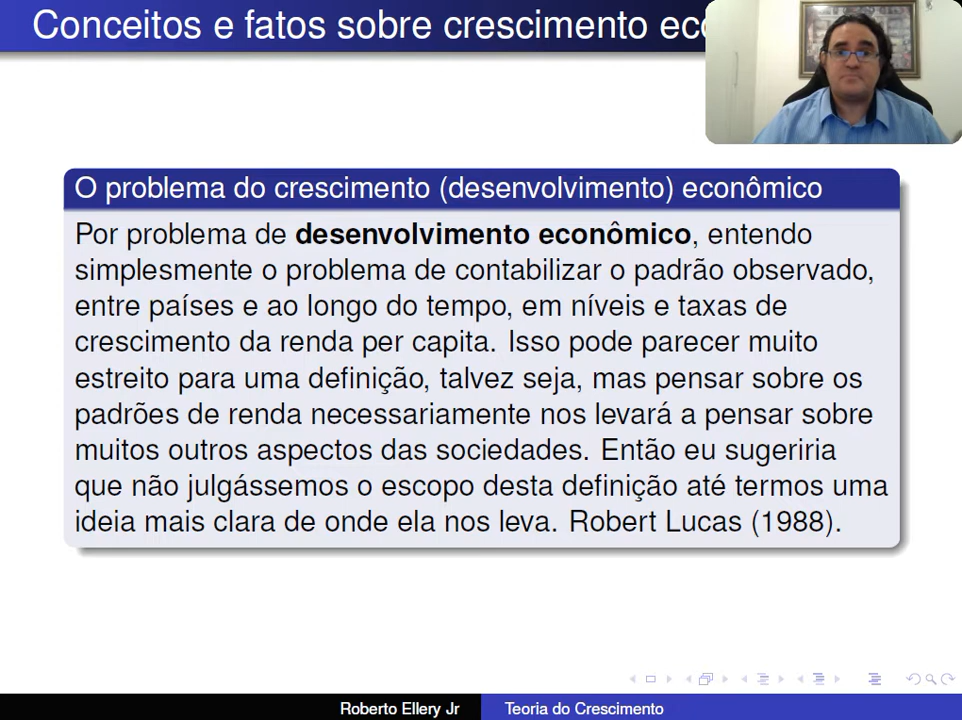 Conceitos e fatos sobre crescimento eco
O problema do crescimento (desenvolvimento) econômico
Por problema de desenvolvimento econômico, entendo
simplesmente o problema de contabilizar o padrão observado,
entre países e ao longo do tempo, em níveis e taxas de
crescimento da renda per capita. Isso pode parecer muito
estreito para uma definição, talvez seja, mas pensar sobre os
padrões de renda necessariamente nos levará a pensar sobre
muitos outros aspectos das sociedades. Então eu sugeriria
que não julgássemos o escopo desta definição até termos uma
ideia mais clara de onde ela nos leva. Robert Lucas (1988).
Roberto Ellery Jr
Teoria do Crescimento